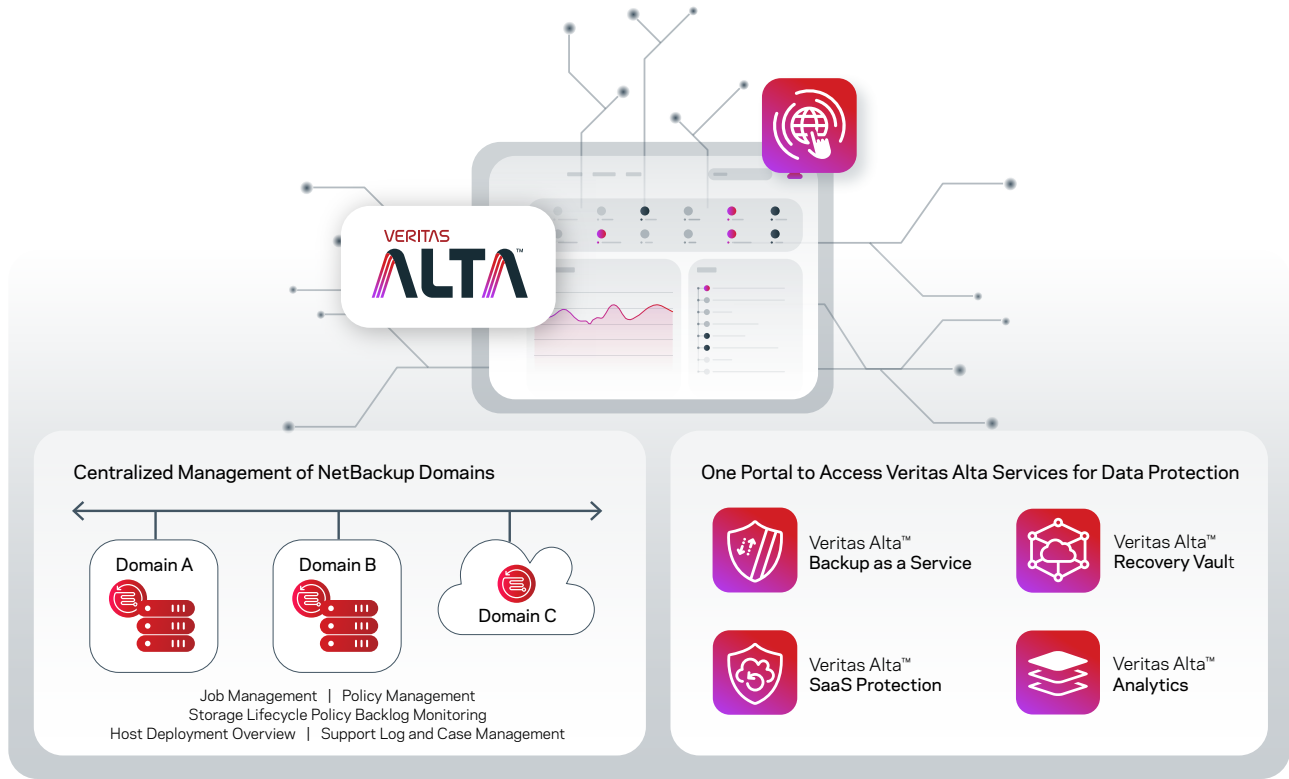 VERITAS
ALTA™
Centralized Management of NetBackup Domains
Domain A
Domain B
Domain C
Job Management | Policy Management
Storage Lifecycle Policy Backlog Monitoring
Host Deployment Overview | Support Log and Case Management
One Portal to Access Veritas Alta Services for Data Protection
Veritas Alta™
Backup as a Service
Veritas Alta™
Recovery Vault
Veritas Alta™
SaaS Protection
Veritas Alta™
Analytics